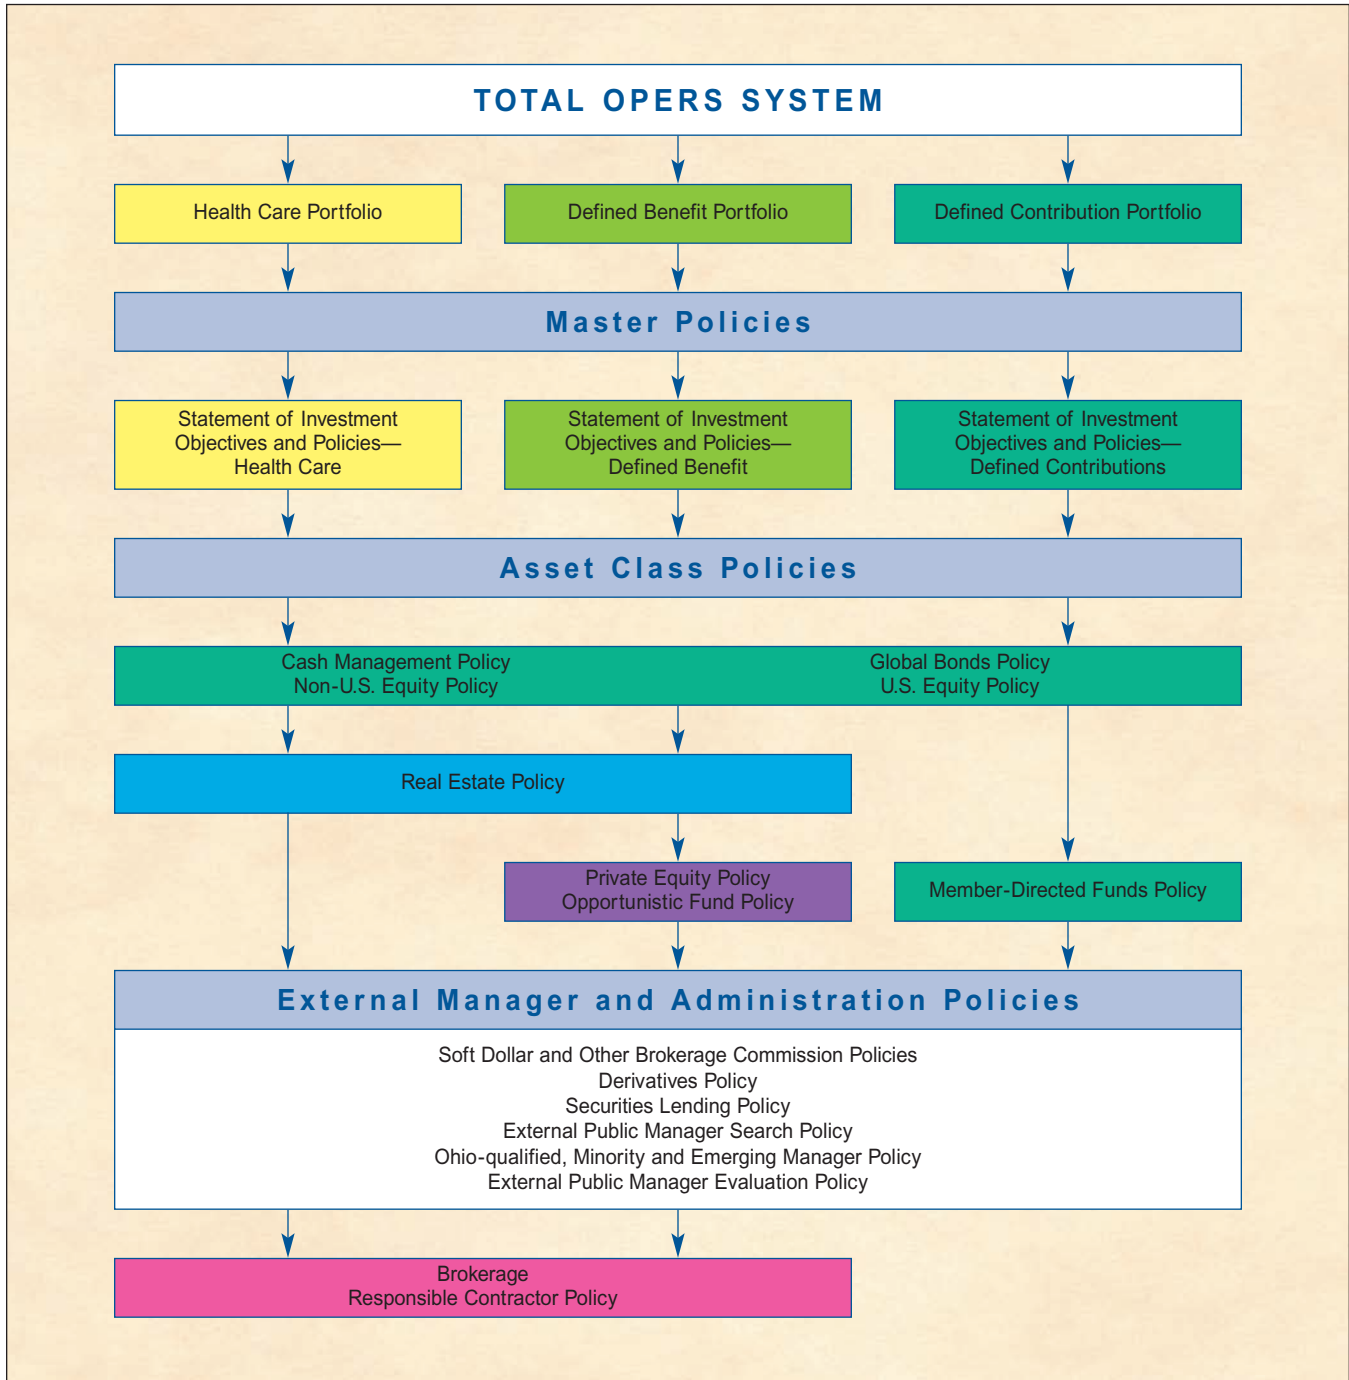 TOTAL OPERS SYSTEM
Health Care Portfolio
Defined Benefit Portfolio
Defined Contribution Portfolio
Master Policies
Statement of Investment
Objectives and Policies—
Health Care
Statement of Investment
Objectives and Policies—
Defined Benefit
Statement of Investment
Objectives and Policies—
Defined Contributions
Asset Class Policies
Cash Management Policy
Non-U.S. Equity Policy
Global Bonds Policy
U.S. Equity Policy
Real Estate Policy
Private Equity Policy
Opportunistic Fund Policy
Member-Directed Funds Policy
External Manager and Administration Policies
Soft Dollar and Other Brokerage Commission Policies
Derivatives Policy
Securities Lending Policy
External Public Manager Search Policy
Ohio-qualified, Minority and Emerging Manager Policy
External Public Manager Evaluation Policy
Brokerage
Responsible Contractor Policy